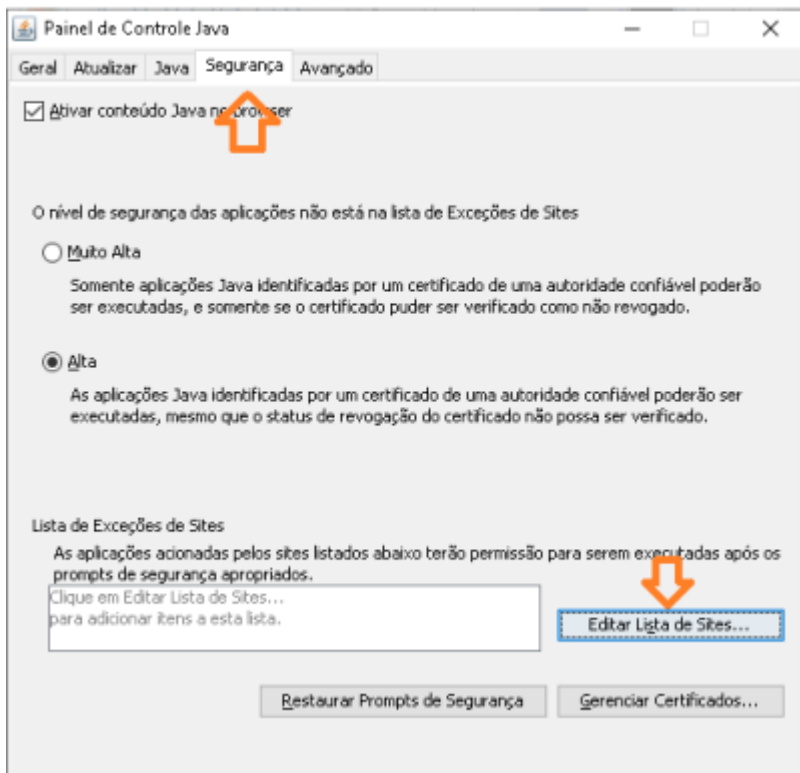 Painel de Controle Java
Geral Atualizar Java Segurança Avançado
Ativar conteúdo Java no browser
O nível de segurança das aplicações não está na lista de Exceções de Sites
Muito Alta
Somente aplicações Java identificadas por um certificado de uma autoridade confiável poderão
ser executadas, e somente se o certificado puder ser verificado como não revogado.
Alta
As aplicações Java identificadas por um certificado de uma autoridade confiável poderão ser
executadas, mesmo que o status de revogação do certificado não possa ser verificado.
Lista de Exceções de Sites
As aplicações acionadas pelos sites listados abaixo terão permissão para serem executadas após os
prompts de segurança apropriados.
Clique em Editar Lista de Sites...
para adicionar itens a esta lista.
Editar Lista de Sites...
Restaurar Prompts de Segurança Gerenciar Certificados...